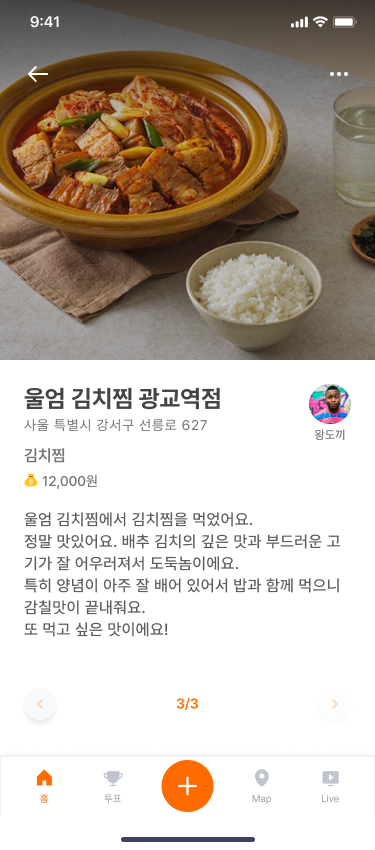 9:41
울엄 김치찜 광교역점
사울 특별시 강서구 선릉로 627
왕도끼
김치찜
12,000원
울엄 김치찜에서 김치찜을 먹었어요.
정말 맛있어요. 배추 김치의 깊은 맛과 부드러운 고
기가 잘 어우러져서 도둑놈이에요.
특히 양념이 아주 잘 배어 있어서 밥과 함께 먹으니
감칠맛이 끝내줘요.
또 먹고 싶은 맛이에요!
3/3
홈
투표
Map
Live